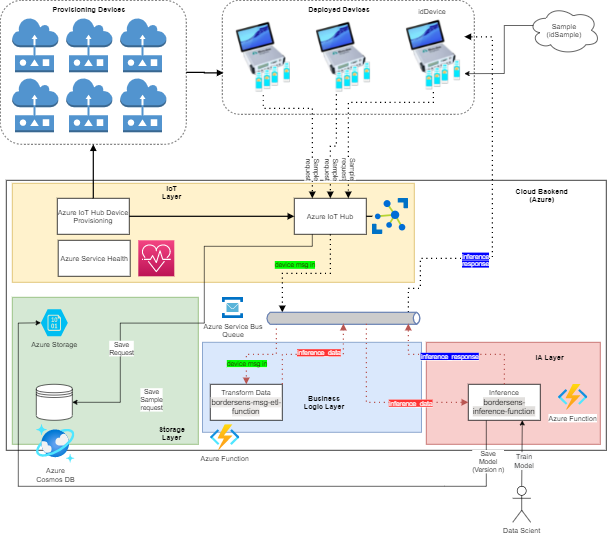 Provisioning Devices
Deployed Devices
idDevice
Sample
(idSample)
Sample
request
Sample
request
Sample
request
IoT
Layer
Cloud Backend
(Azure)
Azure IoT Hub Device
Provisioning
Azure IoT Hub
Azure Service Health
device.msg.in
inference
response
Azure Service Bus
Queue
10
01
Azure Storage
Save
Request
device.msg.in
inference_data
inference_response
IA Layer
Save
Sample
request
Transform Data
bordersens-msg-etl-
function
Business
Logic Layer
inference_data
Inference
bordersens-
inference-function
Azure Function
Storage
Layer
Azure Function
Azure
Cosmos DB
Save
Model
(Version n)
Train
Model
Data Scient